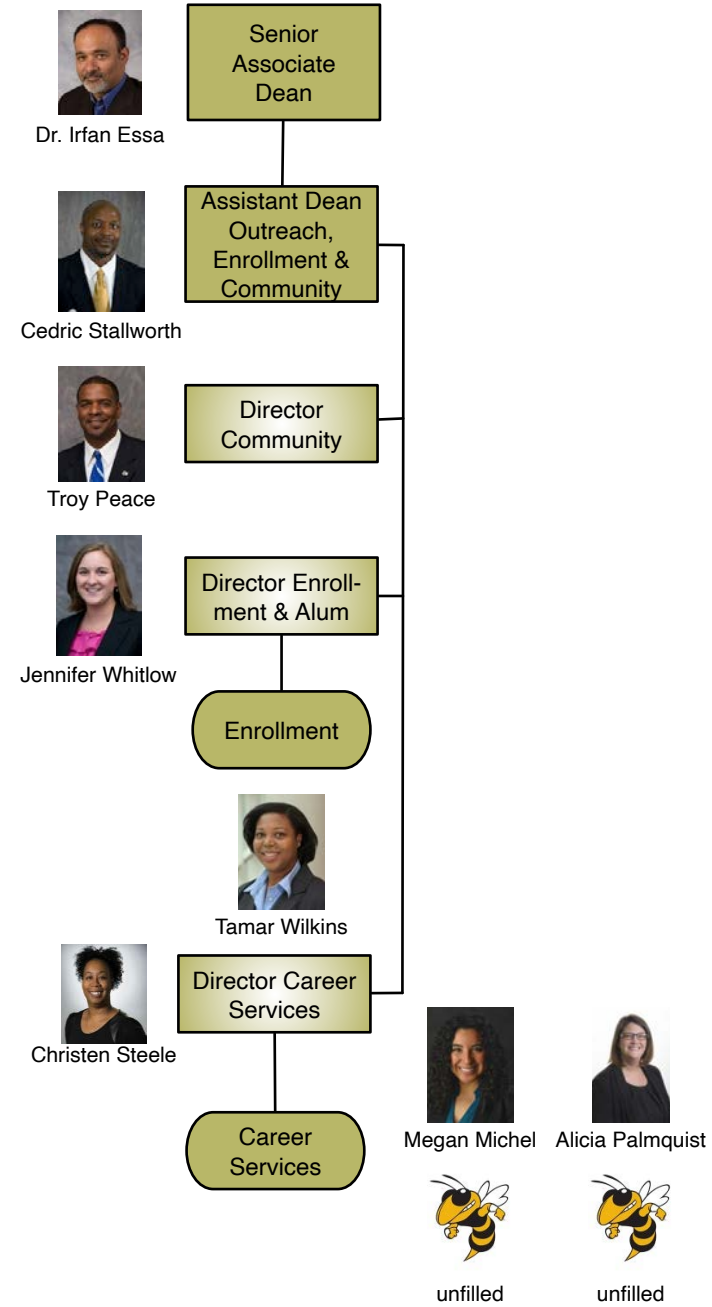 Senior
Associate
Dean
Dr. Irfan Essa
Assistant Dean
Outreach,
Enrollment &
Community
Cedric Stallworth
Director
Community
Troy Peace
Director Enroll-
ment & Alum
Jennifer Whitlow
Enrollment
Tamar Wilkins
Director Career
Services
Christen Steele
Career
Services
Megan Michel
Alicia Palmquist
unfilled
unfilled